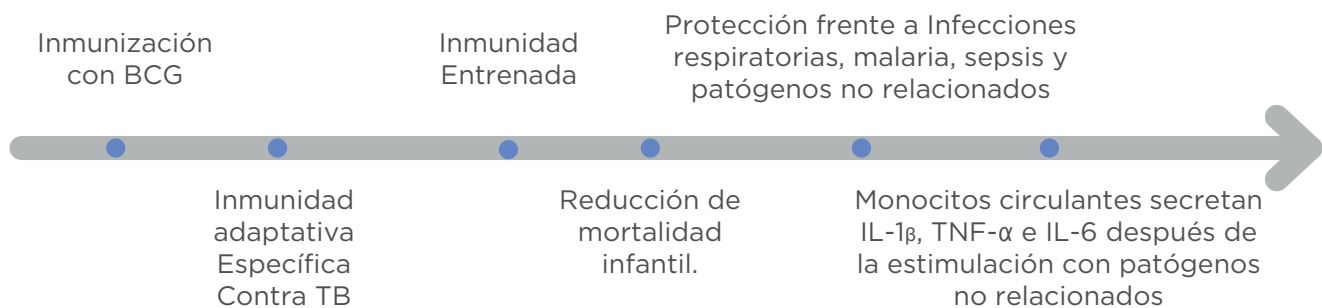 Inmunización
con BCG
Inmunidad
adaptativa
Específica
Contra TB
Inmunidad
Entrenada
Reducción de
mortalidad
infantil.
Protección frente a Infecciones
respiratorias, malaria, sepsis y
patógenos no relacionados
Monocitos circulantes secretan
IL-1β, TNF-α e IL-6 después de
la estimulación con patógenos
no relacionados